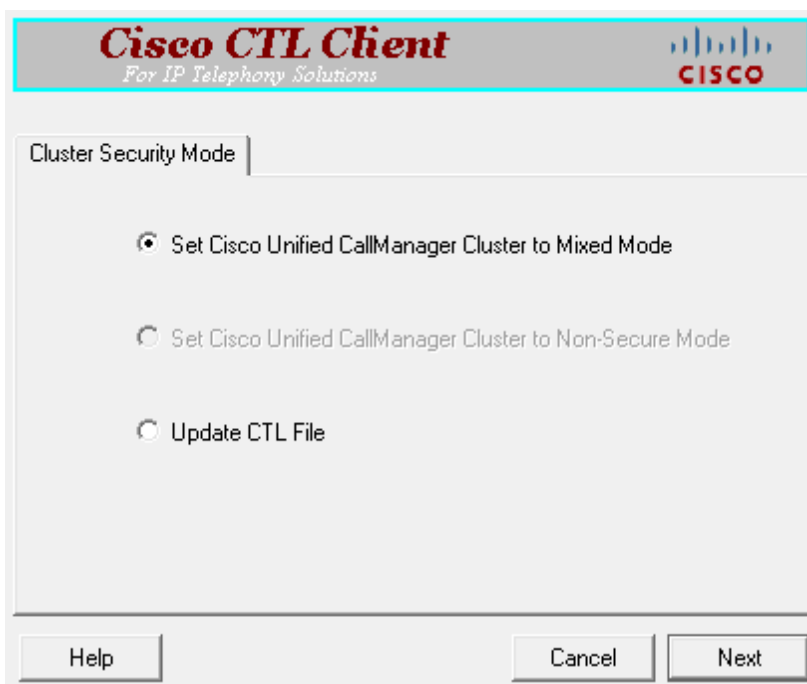 Cisco CTL Client
For IP Telephony Solutions
CISCO
Cluster Security Mode
Set Cisco Unified CallManager Cluster to Mixed Mode
Set Cisco Unified CallManager Cluster to Non-Secure Mode
Update CTL File
Help
Cancel
Next